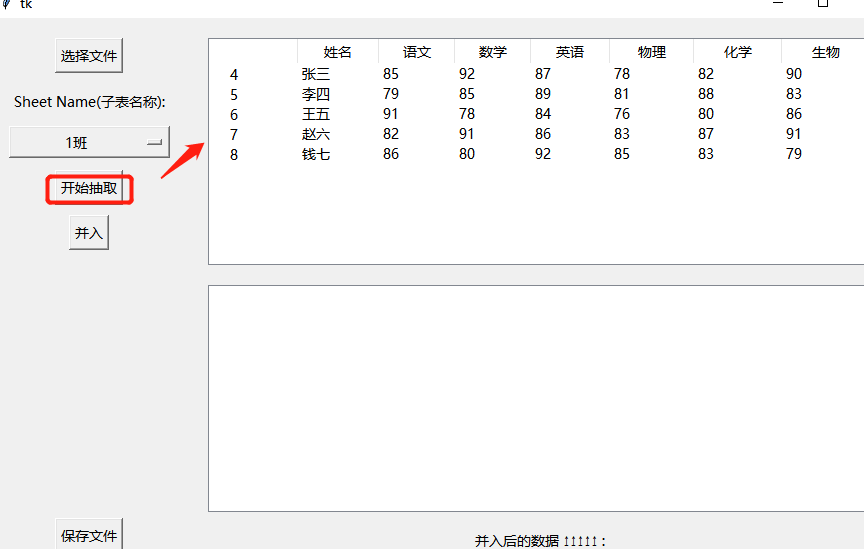 tk
选择文件
Sheet Name(子表名称):
1班
开始抽取
并入
姓名 语文 数学 英语 物理 化学 生物
4 张三 85 92 87 78 82 90
5 李四 79 85 89 81 88 83
6 王五 91 78 84 76 80 86
7 赵六 82 91 86 83 87 91
8 钱七 86 80 92 85 83 79
保存文件
并入后的数据 ↑↑↑↑↑ :